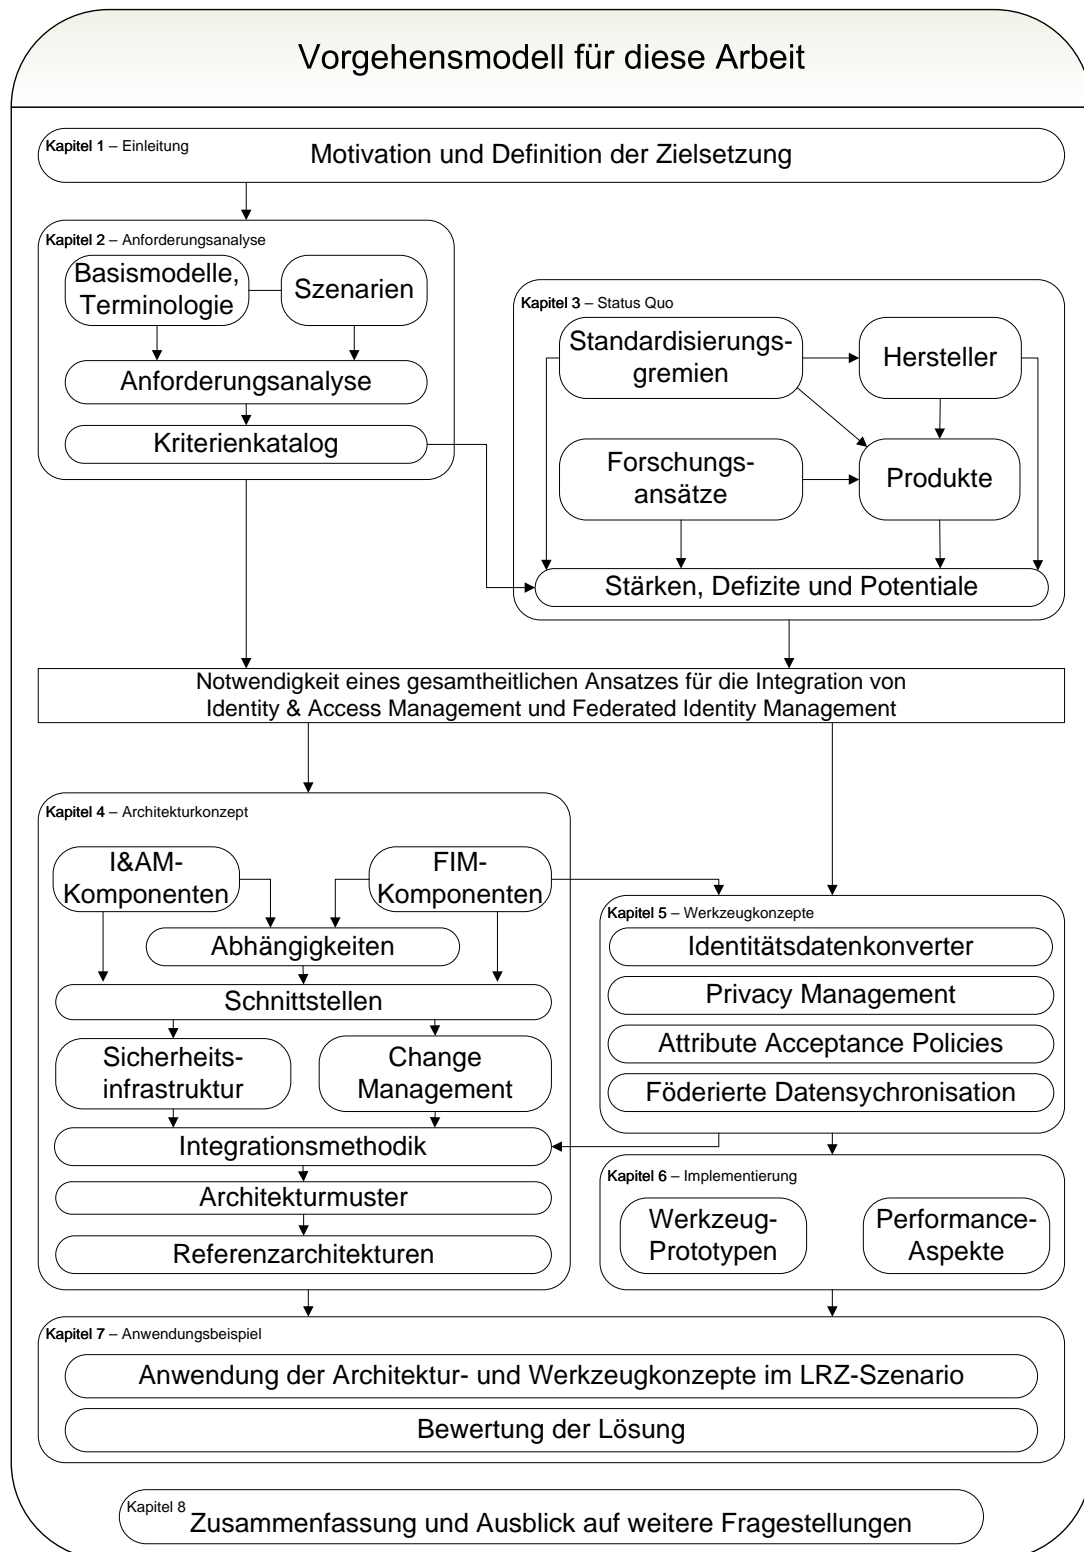 Vorgehensmodell für diese Arbeit
Kapitel 1 – Einleitung
Motivation und Definition der Zielsetzung
Kapitel 2 – Anforderungsanalyse
Basismodelle,
Terminologie
Szenarien
Anforderungsanalyse
Kriterienkatalog
Kapitel 3 – Status Quo
Standardisierungs-
gremien
Hersteller
Forschungs-
ansätze
Produkte
Stärken, Defizite und Potentiale
Notwendigkeit eines gesamtheitlichen Ansatzes für die Integration von
Identity & Access Management und Federated Identity Management
Kapitel 4 – Architekturkonzept
I&AM-
Komponenten
FIM-
Komponenten
Abhängigkeiten
Schnittstellen
Sicherheits-
infrastruktur
Change
Management
Integrationsmethodik
Architekturmuster
Referenzarchitekturen
Kapitel 5 – Werkzeugkonzepte
Identitätsdatenkonverter
Privacy Management
Attribute Acceptance Policies
Föderierte Datensychronisation
Kapitel 6 – Implementierung
Werkzeug-
Prototypen
Performance-
Aspekte
Kapitel 7 – Anwendungsbeispiel
Anwendung der Architektur- und Werkzeugkonzepte im LRZ-Szenario
Bewertung der Lösung
Kapitel 8
Zusammenfassung und Ausblick auf weitere Fragestellungen